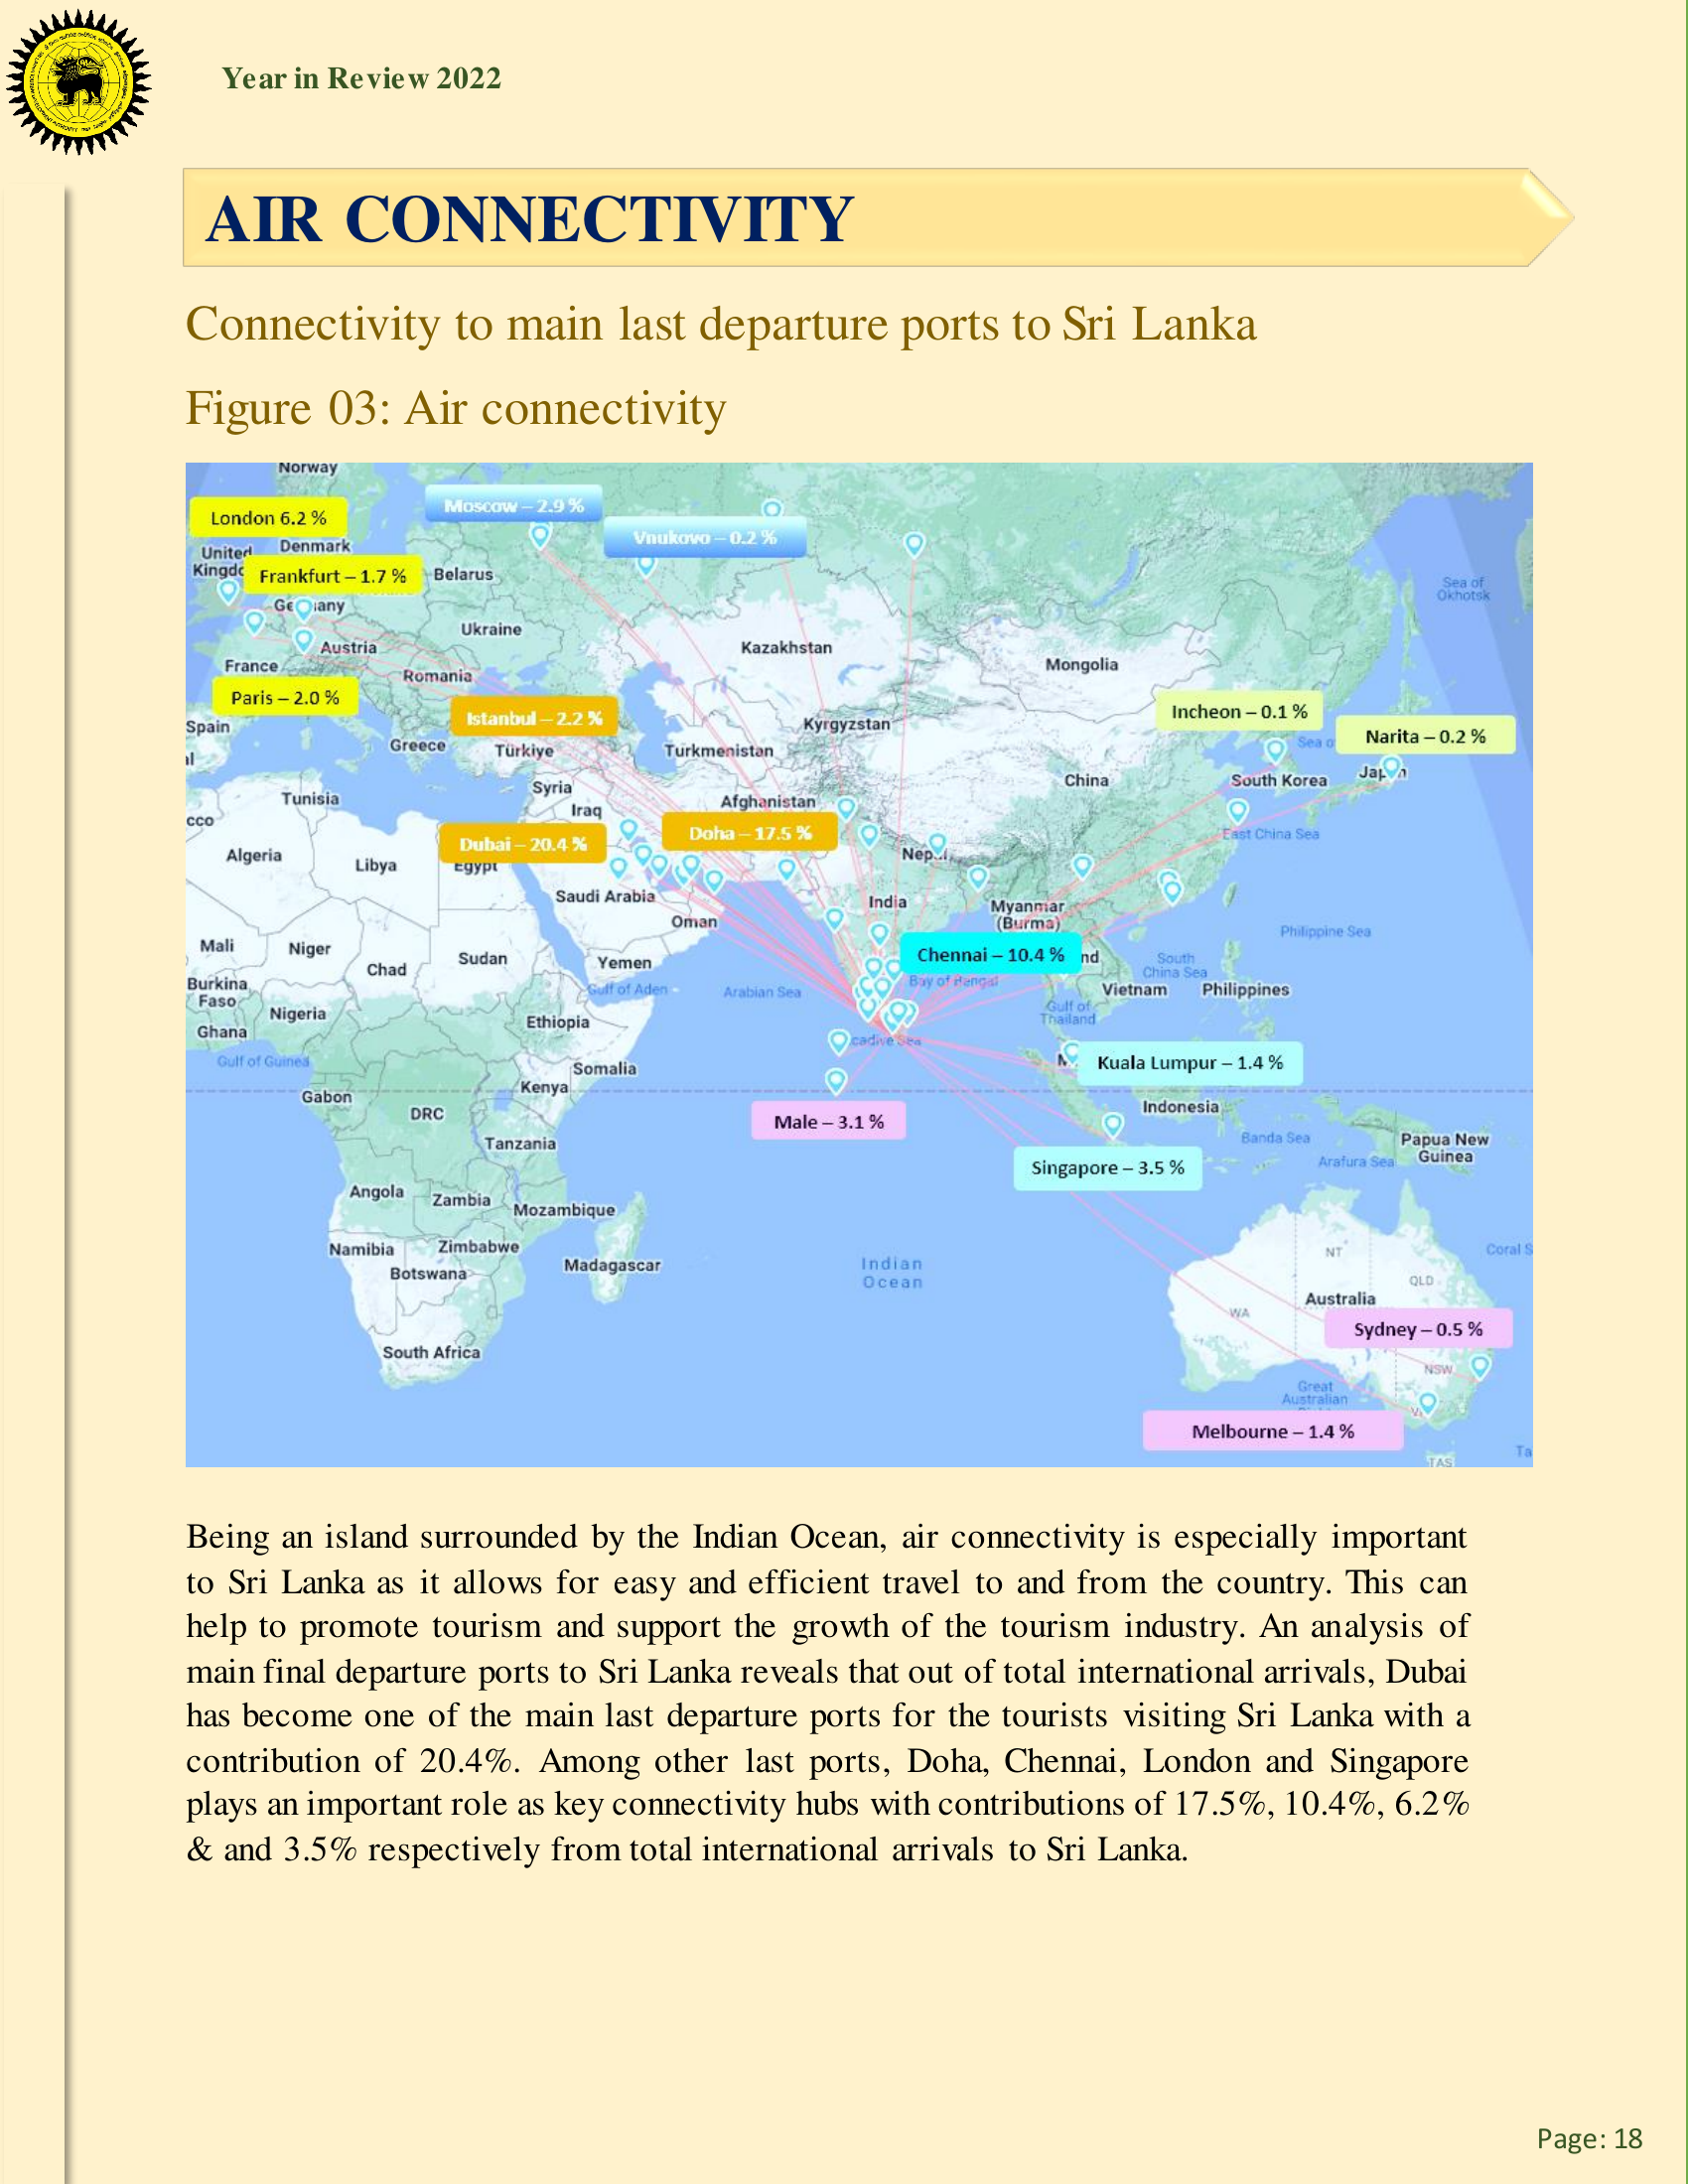 Year in Review 2022
AIR CONNECTIVITY
Connectivity to main last departure ports to Sri Lanka
Figure 03: Air connectivity
Norway
London 6.2 %
Moscow – 2.9 %
Vnukovo – 0.2 %
United
Denmark
Frankfurt – 1.7 %
Belarus
Sea of
Okhotsk
Ukraine
Austria
Kazakhstan
France
Mongolia
Romania
Paris – 2.0 %
Istanbul – 2.2 %
Incheon – 0.1 %
Spain
Kyrgyzstan
Narita – 0.2 %
Greece
Türkiye
Turkmenistan
Syria
China
South Korea
Tunisia
Iraq
Afghanistan
Dubai – 20.4 %
Doha – 17.5 %
East China Sea
Algeria
Libya
Egypt
Saudi Arabia
India
Myanmar
(Burma)
Oman
Philippine Sea
Mali
Niger
Chad
Sudan
Yemen
Chennai – 10.4 %
nd
South
China Sea
Burkina
Faso
Gulf of Aden
Arabian Sea
Bay of Bengal
Vietnam
Philippines
Nigeria
Ghana
Ethiopia
Gulf of
Thailand
Gulf of Guinea
cadive Sea
Somalia
Kuala Lumpur – 1.4 %
Kenya
Gabon
DRC
Male – 3.1 %
Indonesia
Tanzania
Banda Sea
Papua New
Guinea
Arafura Sea
Singapore – 3.5 %
Angola
Zambia
Mozambique
Namibia
Zimbabwe
Botswana
Madagascar
Indian
Ocean
NT
Coral S
QLD
Australia
WA
Sydney – 0.5 %
South Africa
NSW
Great
Australian
Melbourne – 1.4 %
Ta
TAS
Being an island surrounded by the Indian Ocean, air connectivity is especially important
to Sri Lanka as it allows for easy and efficient travel to and from the country. This can
help to promote tourism and support the growth of the tourism industry. An analysis of
main final departure ports to Sri Lanka reveals that out of total international arrivals, Dubai
has become one of the main last departure ports for the tourists visiting Sri Lanka with a
contribution of 20.4%. Among other last ports, Doha, Chennai, London and Singapore
plays an important role as key connectivity hubs with contributions of 17.5%, 10.4%, 6.2%
& and 3.5% respectively from total international arrivals to Sri Lanka.
Page: 18